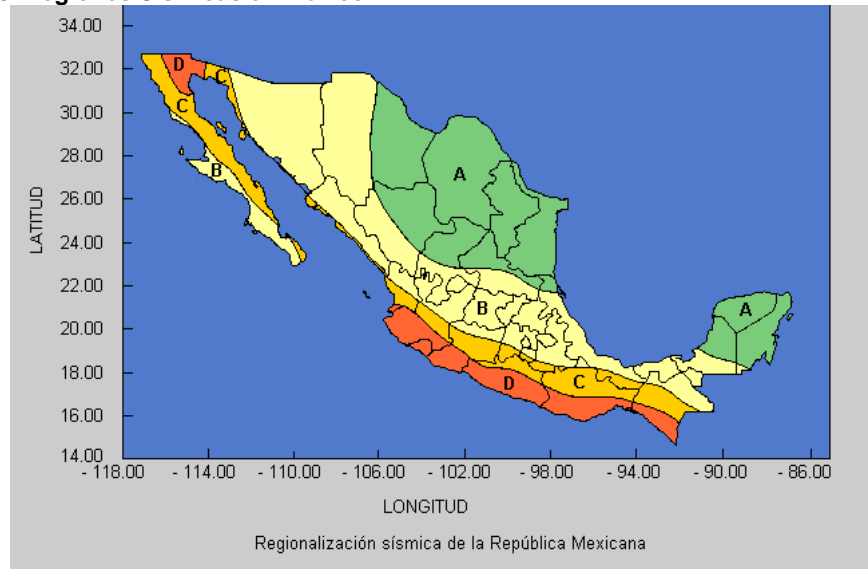 34.00
32.00
30.00
28.00
26.00
24.00
22.00
20.00
18.00
16.00
14.00
LATITUD
D
C
C
B
A
B
A
C
D
- 118.00 - 114.00 - 110.00 - 106.00 - 102.00 - 98.00 - 94.00 - 90.00 - 86.00
LONGITUD
Regionalización sísmica de la República Mexicana